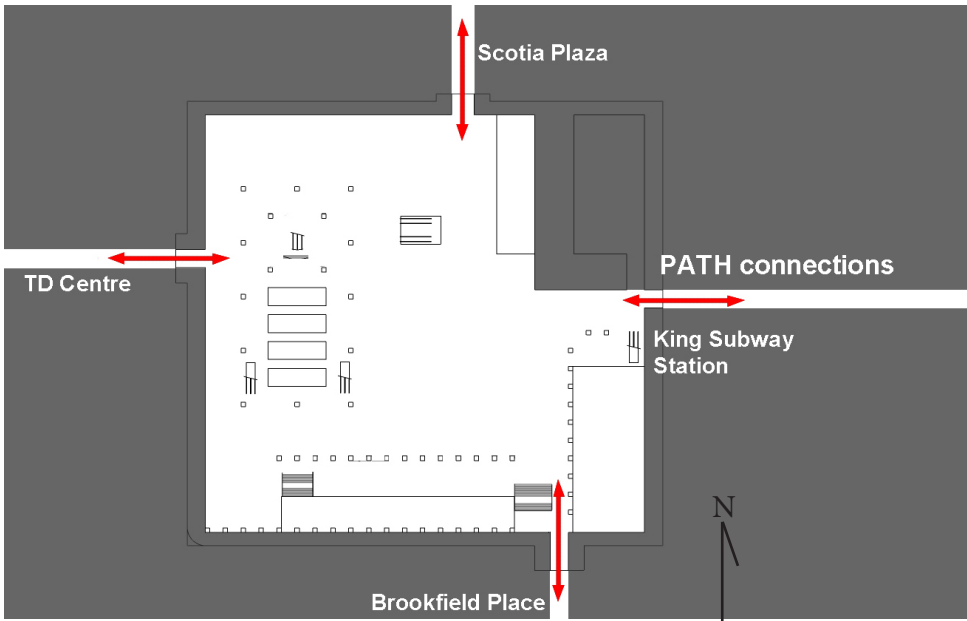 Scotia Plaza
PATH connections
TD Centre
King Subway
Station
N
Brookfield Place